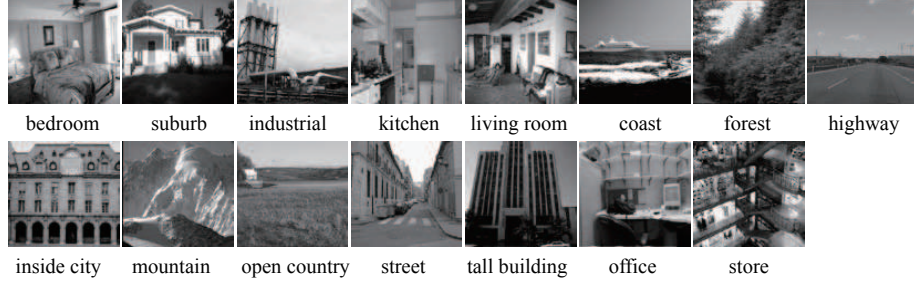 bedroom suburb industrial kitchen living room coast forest highway
inside city mountain open country street tall building office store